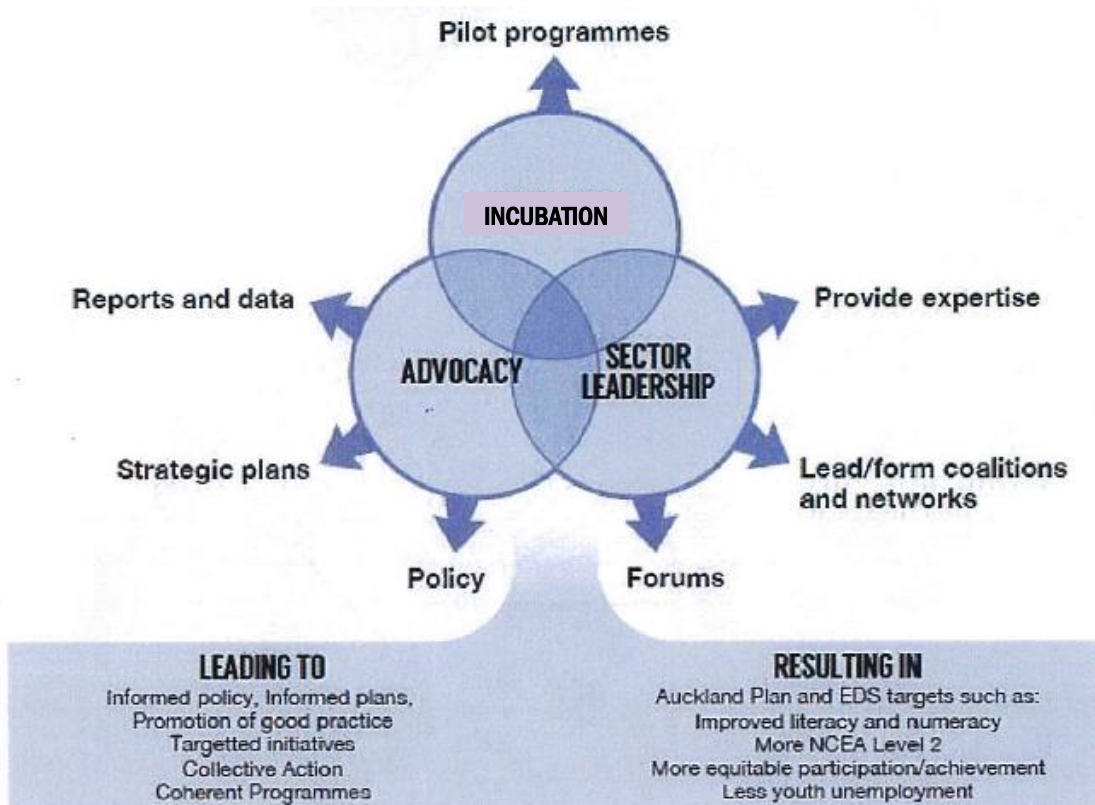 Pilot programmes
INCUBATION
Reports and data
Provide expertise
ADVOCACY
SECTOR
LEADERSHIP
Strategic plans
Lead/form coalitions
and networks
Policy
Forums
LEADING TO
Informed policy, Informed plans,
Promotion of good practice
Targetted initiatives
Collective Action
Coherent Programmes
RESULTING IN
Auckland Plan and EDS targets such as:
Improved literacy and numeracy
More NCEA Level 2
More equitable participation/achievement
Less youth unemployment